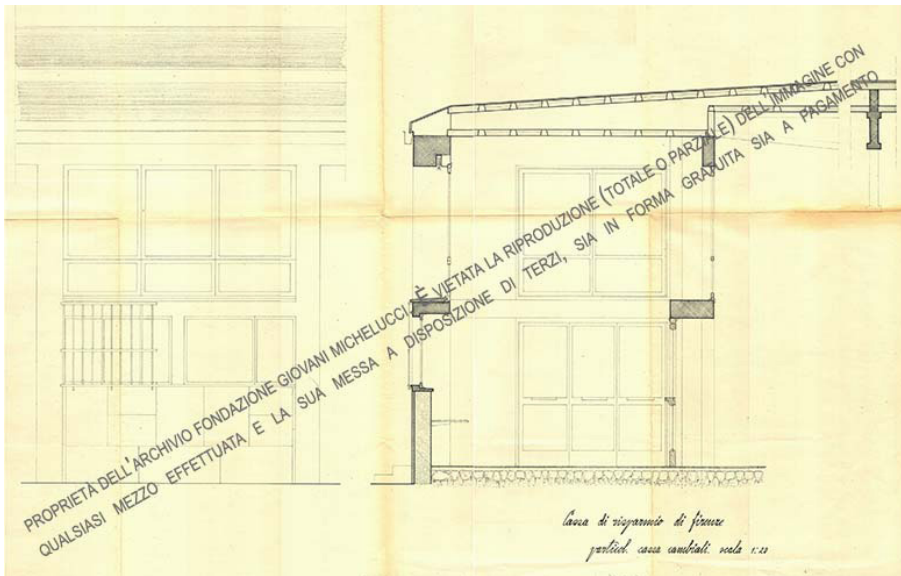 PROPRIETÀ DELL'ARCHIVIO FONDAZIONE GIOVANI MICHELUCCI. È VIETATA LA RIPRODUZIONE (TOTALE O PARZIALE) DELL'IMMAGINE CON
QUALSIASI MEZZO EFFETTUATA E LA SUA MESSA A DISPOSIZIONE DI TERZI, SIA IN FORMA GRATUITA SIA A PAGAMENTO
Cassa di risparmio di firenze
particol. cassa cambiali. scala 1:20